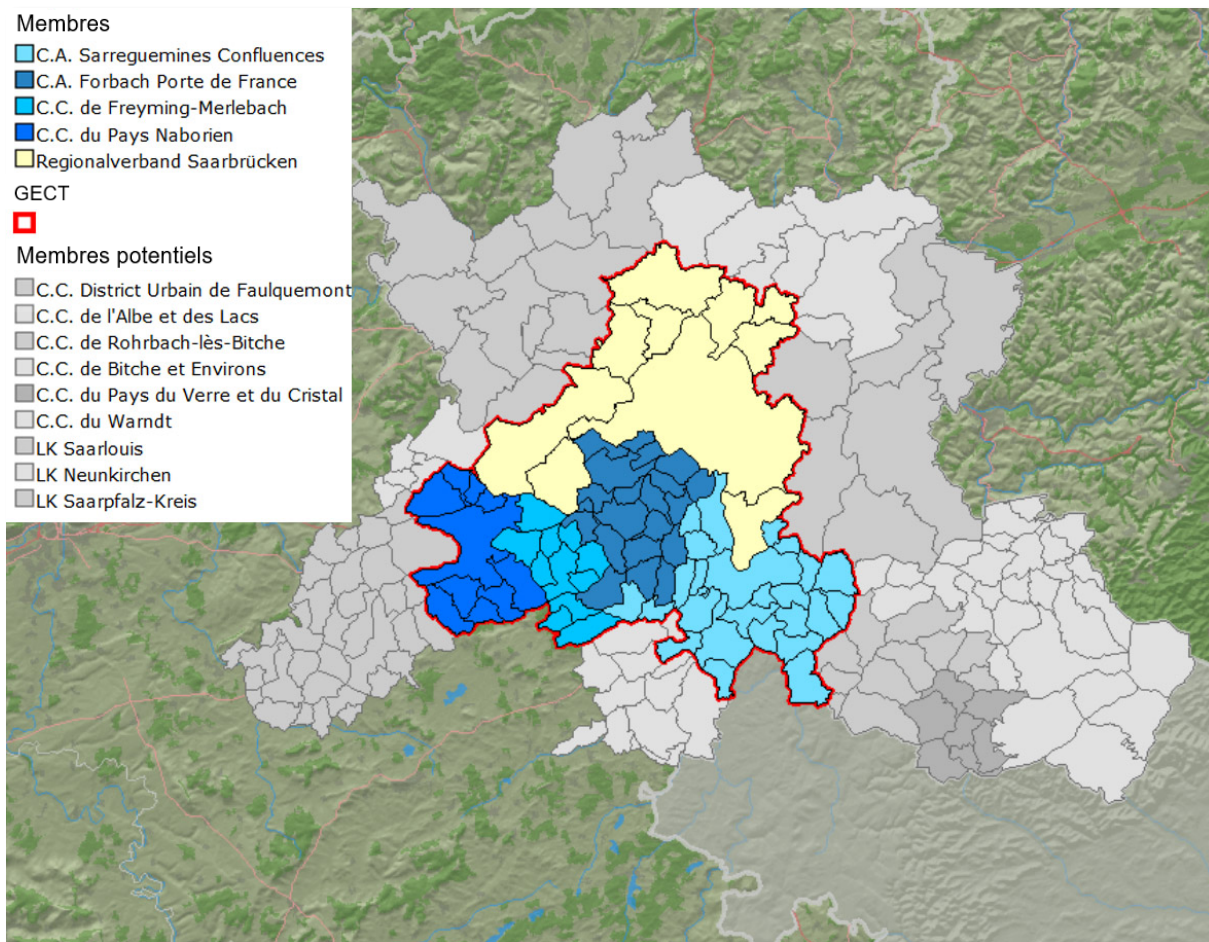 Membres
C.A. Sarreguemines Confluences
C.A. Forbach Porte de France
C.C. de Freyming-Merlebach
C.C. du Pays Naborien
Regionalverband Saarbrücken
GECT
Membres potentiels
C.C. District Urbain de Faulquemont
C.C. de l'Albe et des Lacs
C.C. de Rohrbach-lès-Bitche
C.C. de Bitche et Environs
C.C. du Pays du Verre et du Cristal
C.C. du Warndt
LK Saarlouis
LK Neunkirchen
LK Saarpfalz-Kreis